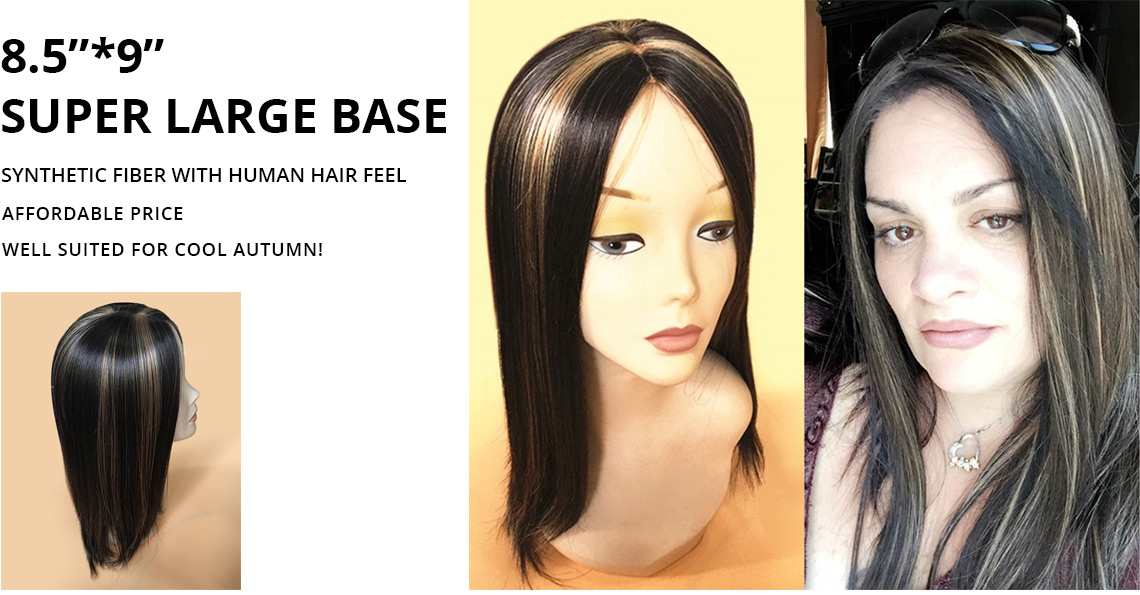 8.5”*9”
SUPER LARGE BASE
SYNTHETIC FIBER WITH HUMAN HAIR FEEL
AFFORDABLE PRICE
WELL SUITED FOR COOL AUTUMN!